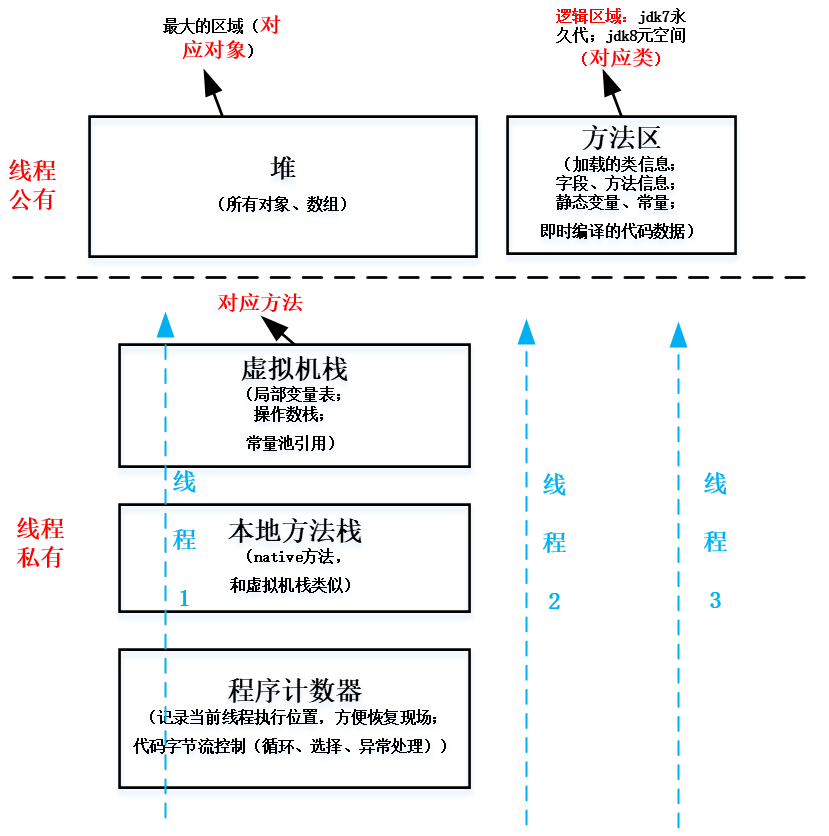 最大的区域（对
应对象）
逻辑区域：jdk7永
久代；jdk8元空间
（对应类）
线程
公有
堆
（所有对象、数组）
方法区
（加载的类信息；
字段、方法信息；
静态变量、常量；
即时编译的代码数据）
对应方法
虚拟机栈
（局部变量表；
操作数栈；
常量池引用）
线程
私有
本地方法栈
（native方法，
和虚拟机栈类似）
程序计数器
（记录当前线程执行位置，方便恢复现场；
代码字节流控制（循环、选择、异常处理））
线
程
1
线
程
2
线
程
3